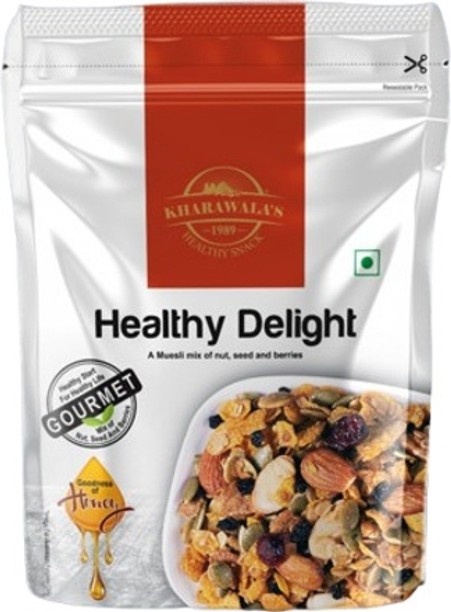 Resealable Pack
KHARAWALA'S
1989
HEALTHY SNACK
Healthy Delight
A Muesli mix of nut, seed and berries
Healthy Start
For Healthy Life
GOURMET
Mix of
Nut, Seed And Berries
Goodness
of
Honey